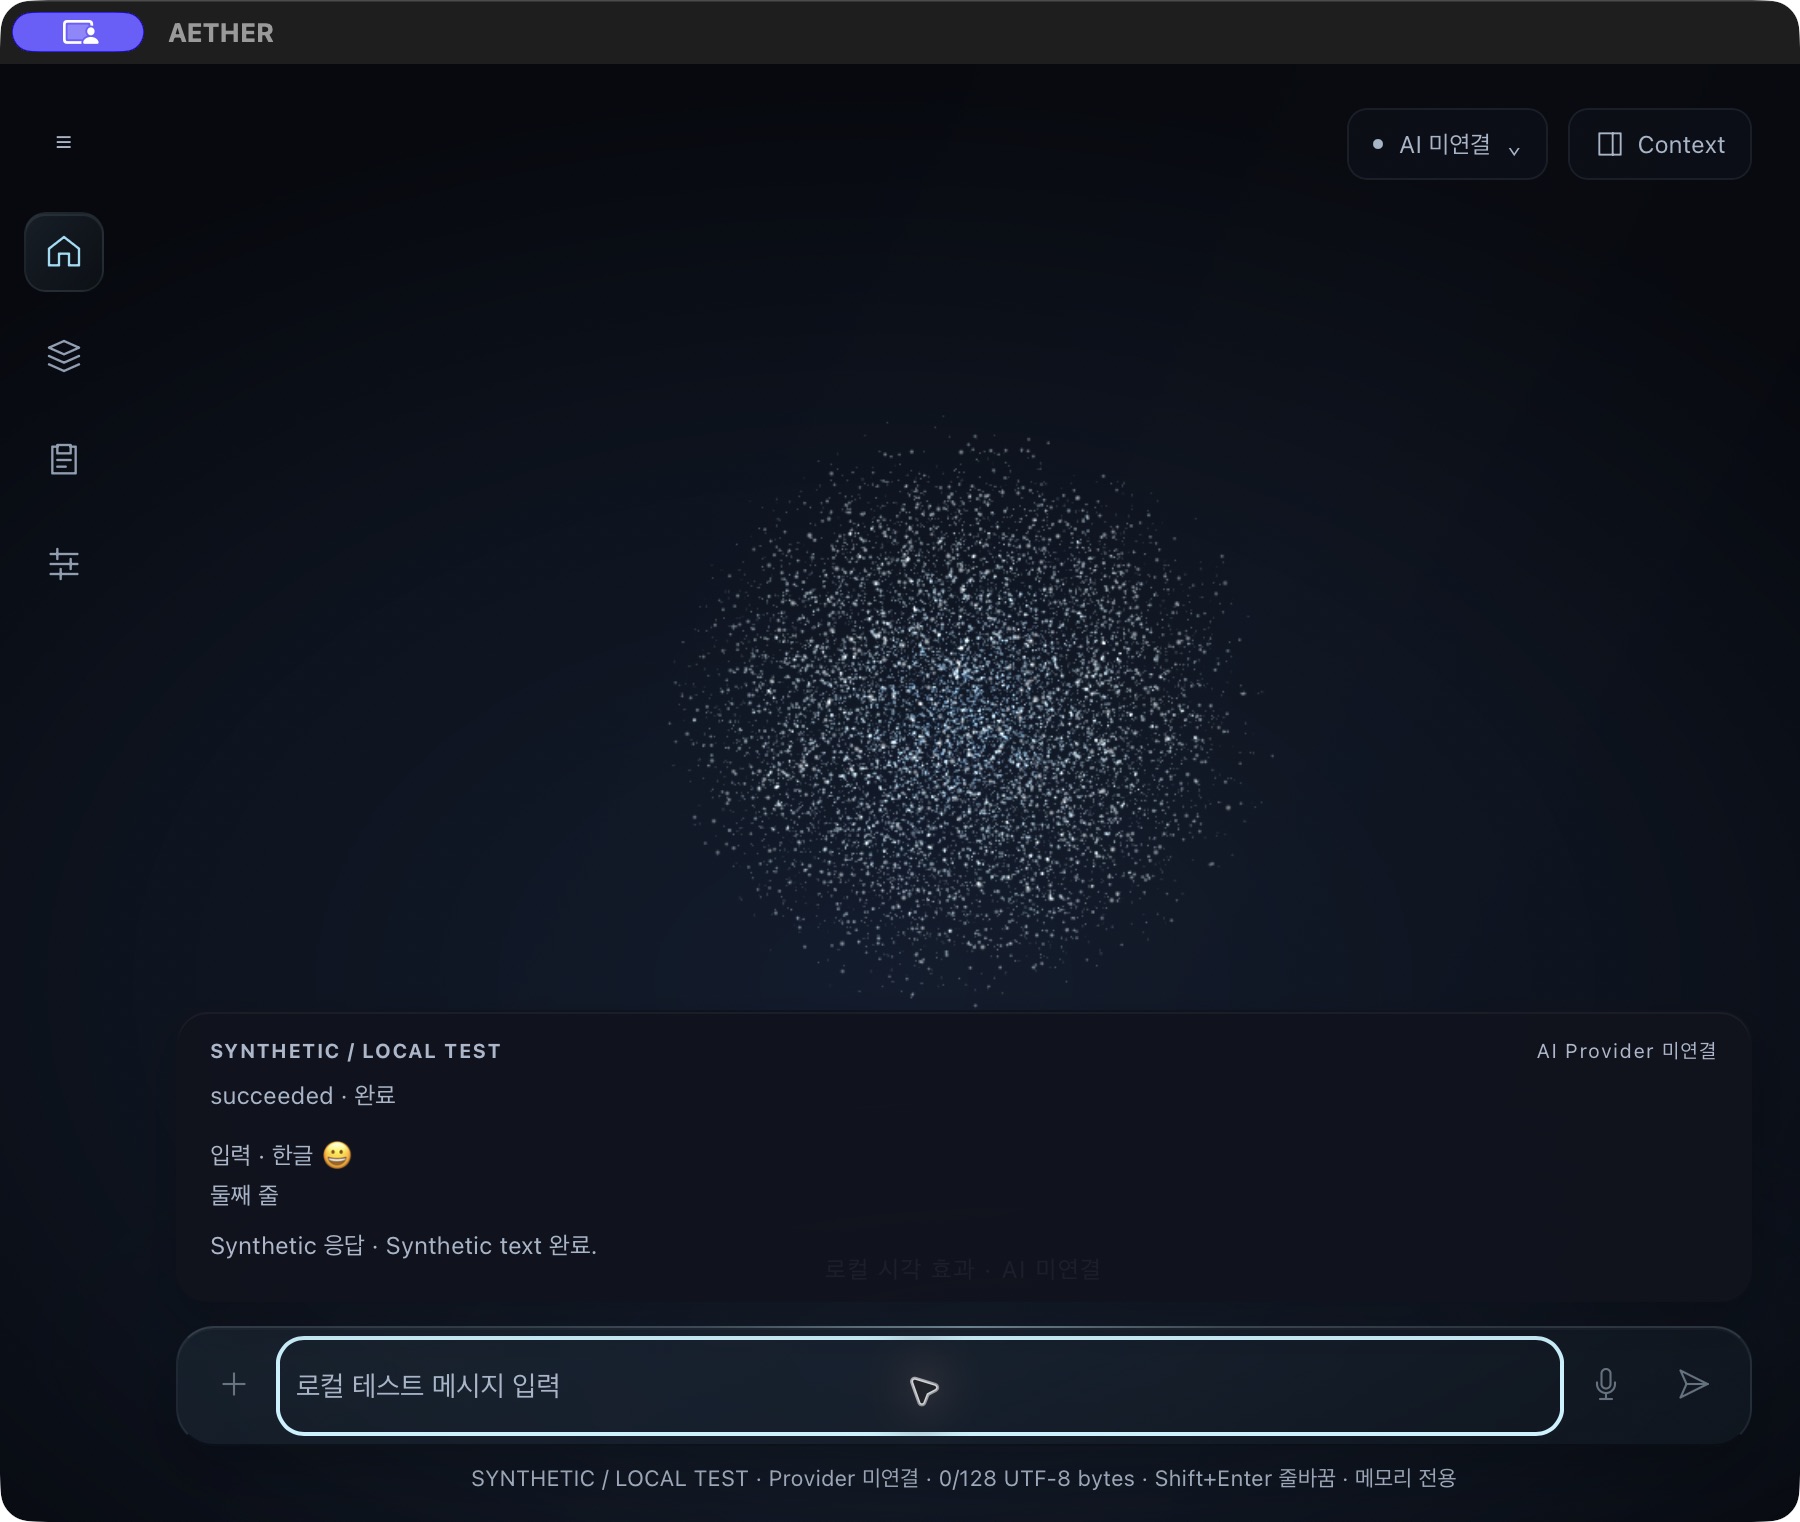 AETHER
AI 미연결
Context
SYNTHETIC / LOCAL TEST
AI Provider 미연결
succeeded · 완료
입력 · 한글 😀
둘째 줄
Synthetic 응답 · Synthetic text 완료.
로컬 시각 효과 · AI 미연결
로컬 테스트 메시지 입력
SYNTHETIC / LOCAL TEST · Provider 미연결 · 0/128 UTF-8 bytes · Shift+Enter 줄바꿈 · 메모리 전용